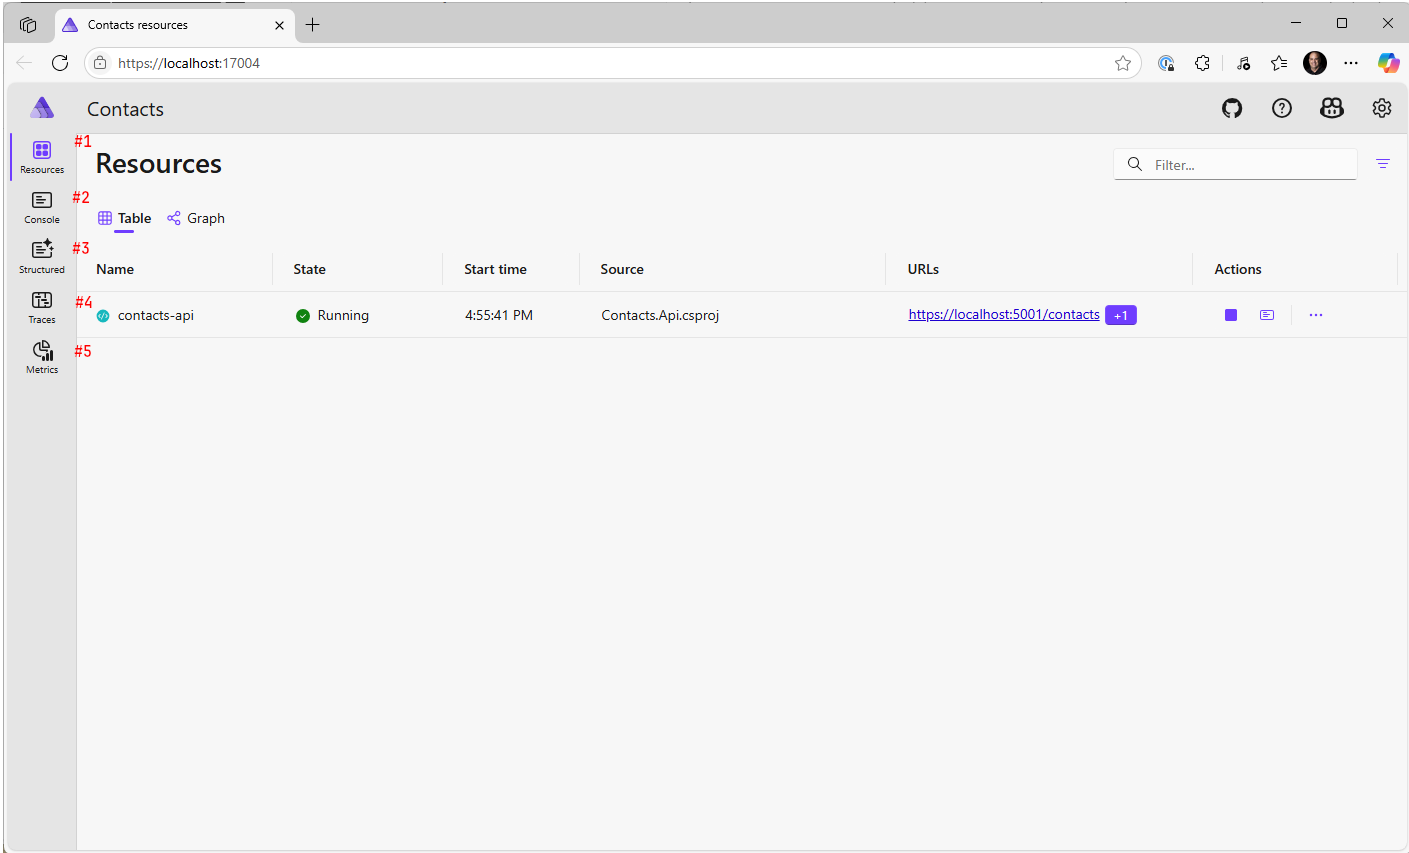 Contacts resources
https://localhost:17004
Contacts
#1
Resources
Resources
Filter...
#2
Console
Table Graph
#3
Structured
Name State Start time Source URLs Actions
#4
Traces
contacts-api Running 4:55:41 PM Contacts.Api.csproj https://localhost:5001/contacts +1
#5
Metrics